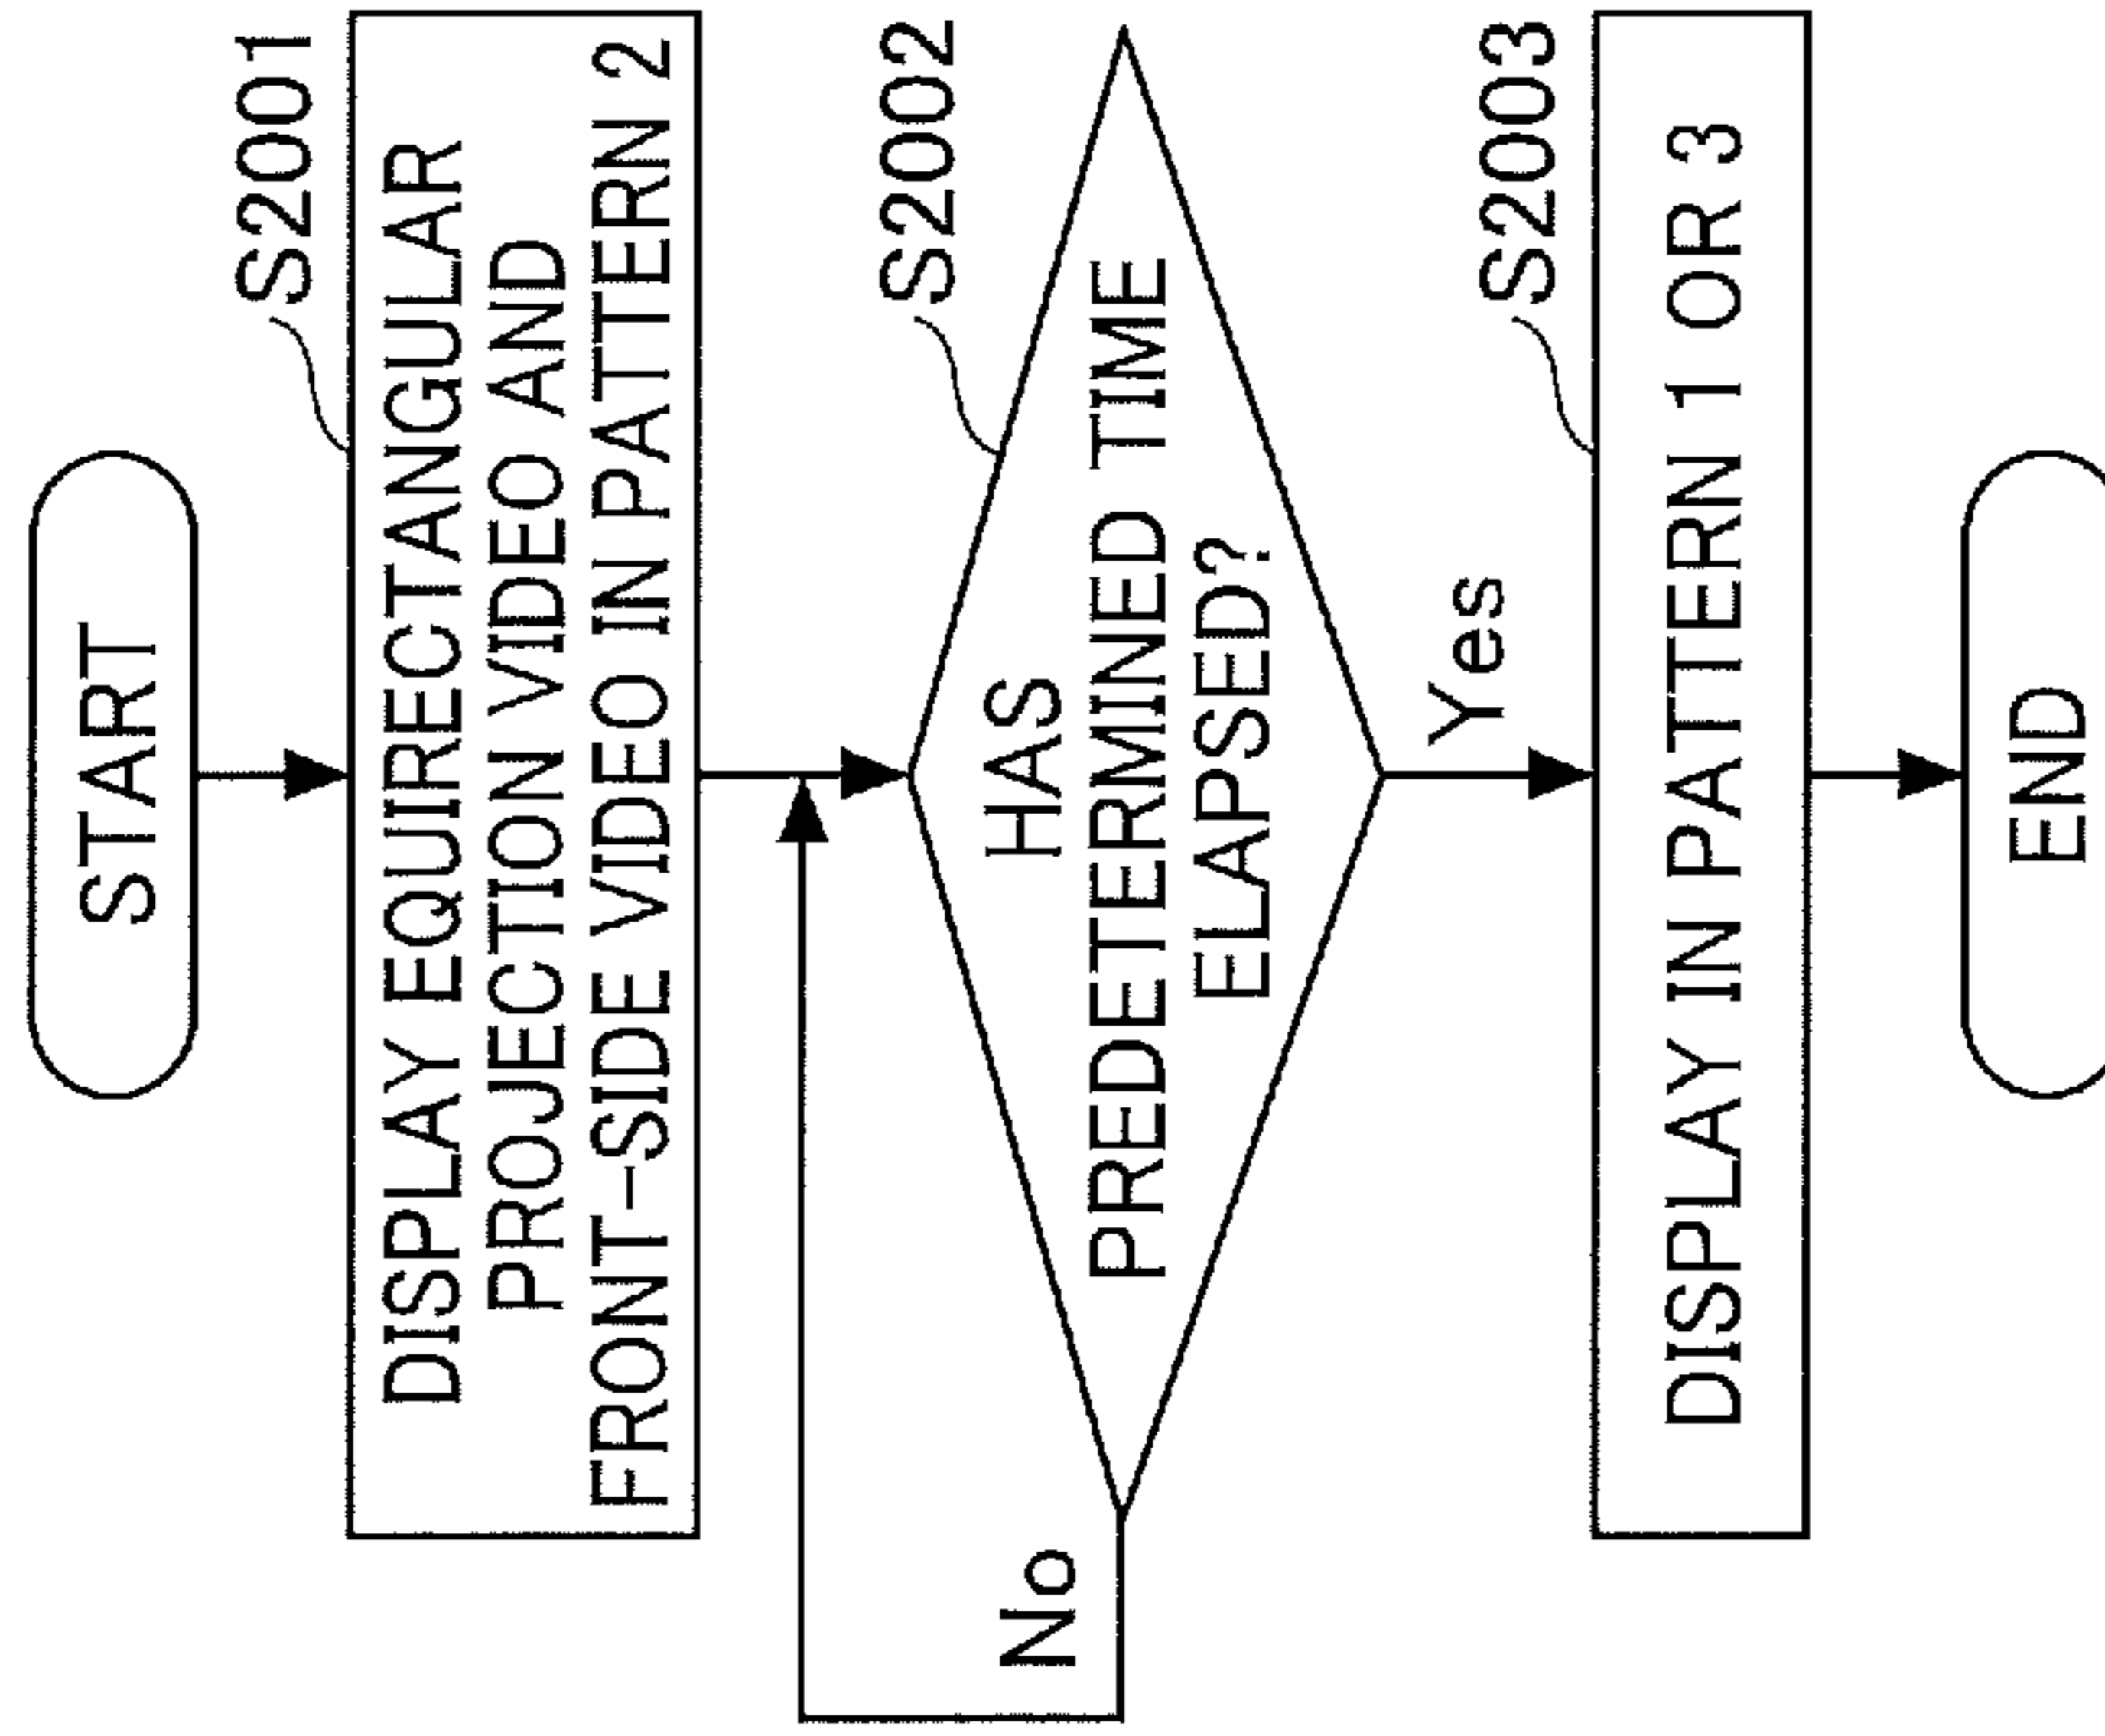 START
S2001
DISPLAY EQUIRECTANGULAR
PROJECTION VIDEO AND
FRONT-SIDE VIDEO IN PATTERN 2
S2002
HAS
PREDETERMINED TIME
ELAPSED?
No
Yes
S2003
DISPLAY IN PATTERN 1 OR 3
END